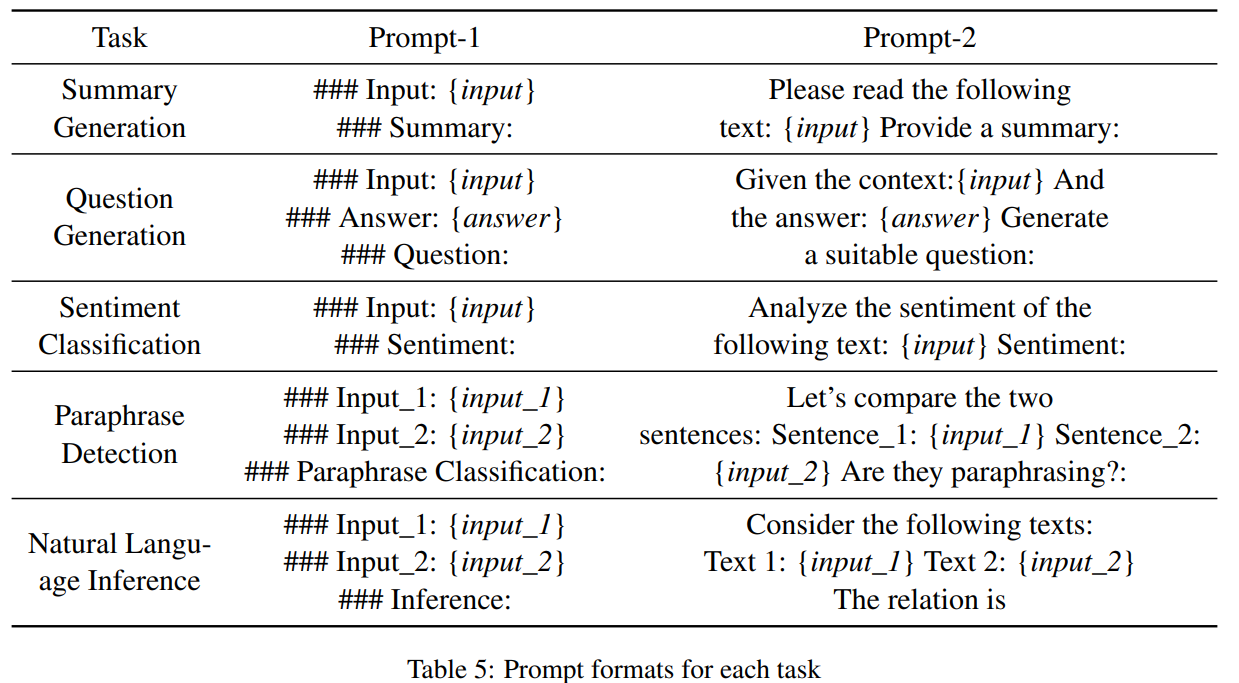 Task Prompt-1 Prompt-2
Summary
Generation
### Input: {input}
### Summary:
Please read the following
text: {input} Provide a summary:
Question
Generation
### Input: {input}
### Answer: {answer}
### Question:
Given the context:{input} And
the answer: {answer} Generate
a suitable question:
Sentiment
Classification
### Input: {input}
### Sentiment:
Analyze the sentiment of the
following text: {input} Sentiment:
Paraphrase
Detection
### Input_1: {input_1}
### Input_2: {input_2}
### Paraphrase Classification:
Let’s compare the two
sentences: Sentence_1: {input_1} Sentence_2:
{input_2} Are they paraphrasing?:
Natural Langu-
age Inference
### Input_1: {input_1}
### Input_2: {input_2}
### Inference:
Consider the following texts:
Text 1: {input_1} Text 2: {input_2}
The relation is
Table 5: Prompt formats for each task